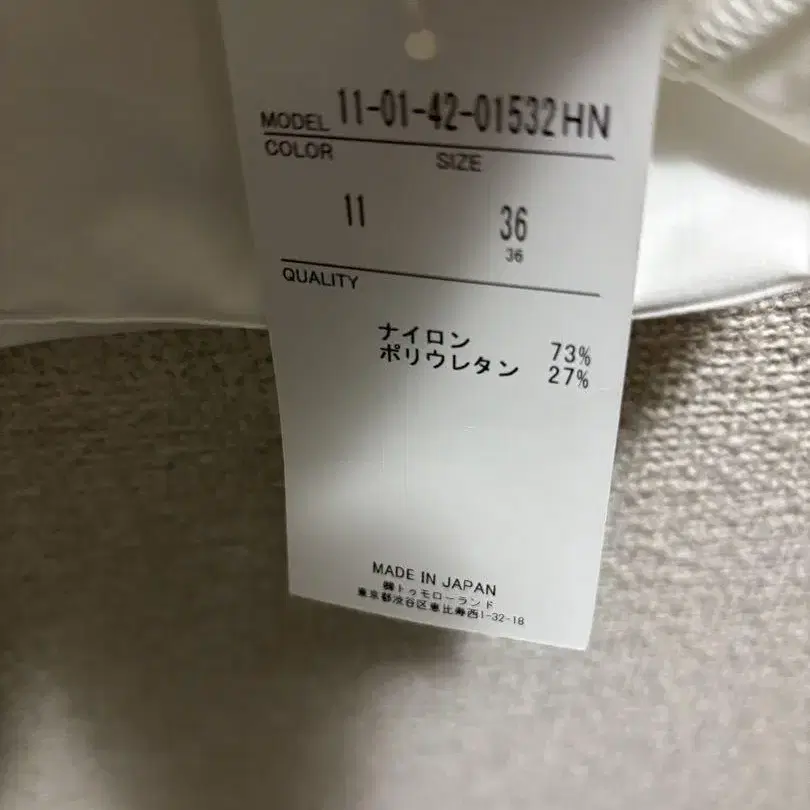 MODEL 11-01-42-01532HN
COLOR SIZE
11 36
36
QUALITY
ナイロン 73%
ポリウレタン 27%
MADE IN JAPAN
㈱トゥモローランド
東京都渋谷区恵比寿西1-32-18